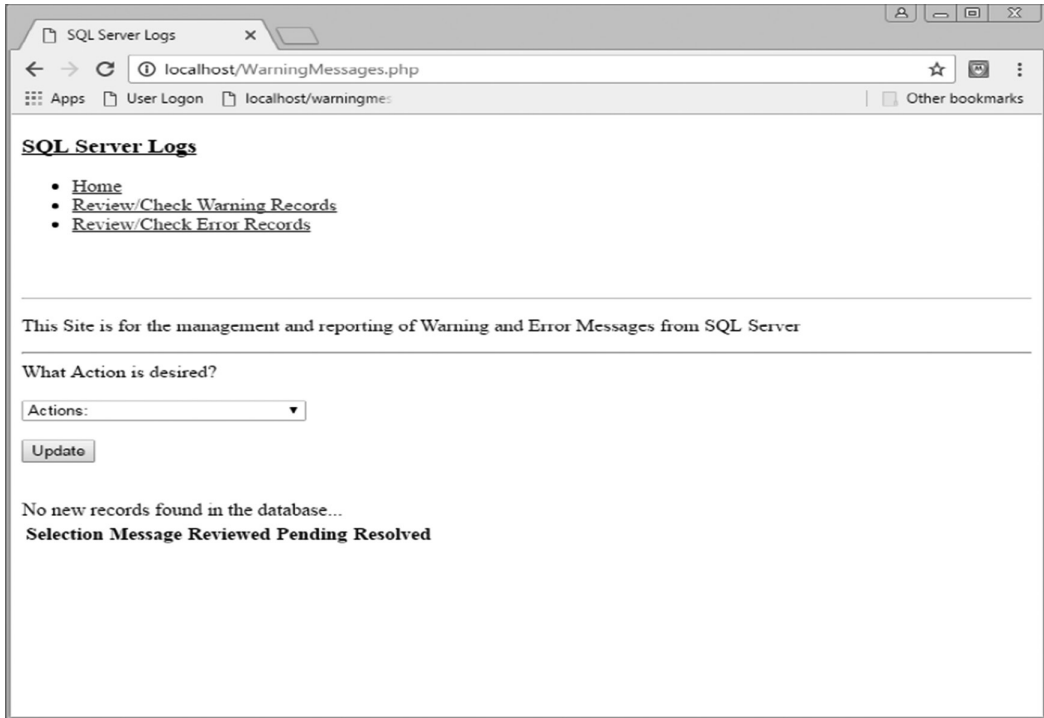 SQL Server Logs
localhost/WarningMessages.php
Apps User Logon localhost/warningmes Other bookmarks
SQL Server Logs
Home
Review/Check Warning Records
Review/Check Error Records
This Site is for the management and reporting of Warning and Error Messages from SQL Server
What Action is desired?
Actions:
Update
No new records found in the database...
Selection Message Reviewed Pending Resolved